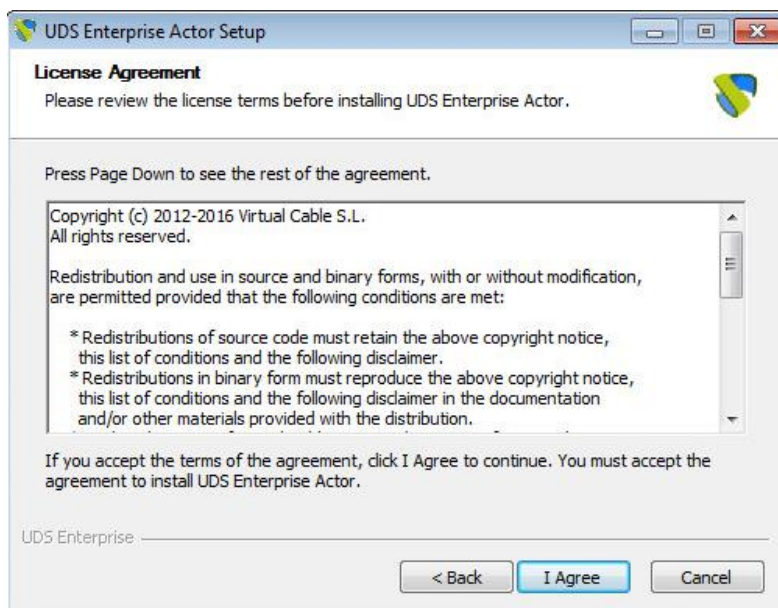 UDS Enterprise Actor Setup
License Agreement
Please review the license terms before installing UDS Enterprise Actor.
Press Page Down to see the rest of the agreement.
Copyright (c) 2012-2016 Virtual Cable S.L.
All rights reserved.
Redistribution and use in source and binary forms, with or without modification,
are permitted provided that the following conditions are met:
* Redistributions of source code must retain the above copyright notice,
this list of conditions and the following disclaimer.
* Redistributions in binary form must reproduce the above copyright notice,
this list of conditions and the following disclaimer in the documentation
and/or other materials provided with the distribution.
If you accept the terms of the agreement, click I Agree to continue. You must accept the
agreement to install UDS Enterprise Actor.
UDS Enterprise
< Back
I Agree
Cancel